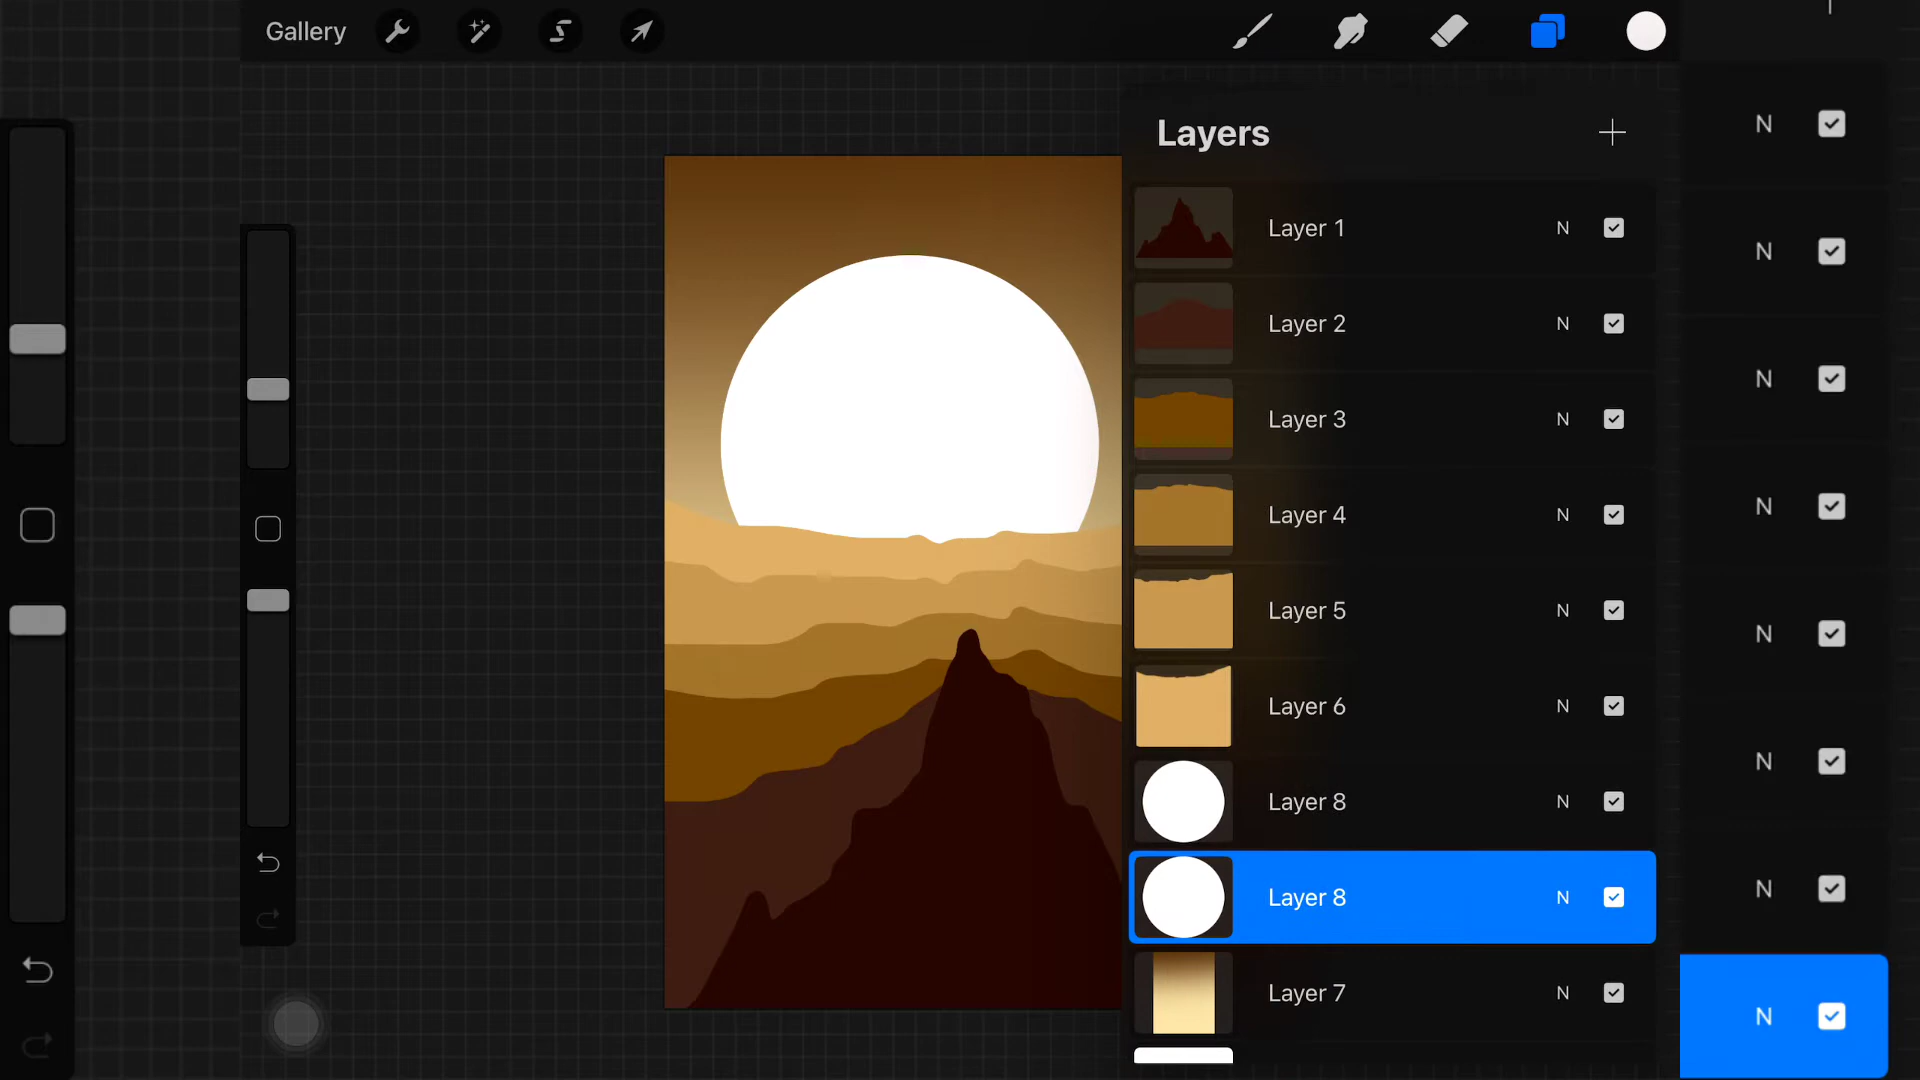 Gallery
Layers
Layer 1 N
Layer 2 N
Layer 3 N
Layer 4 N
Layer 5 N
Layer 6 N
Layer 8 N
Layer 8 N
Layer 7 N
N
N
N
N
N
N
N
N